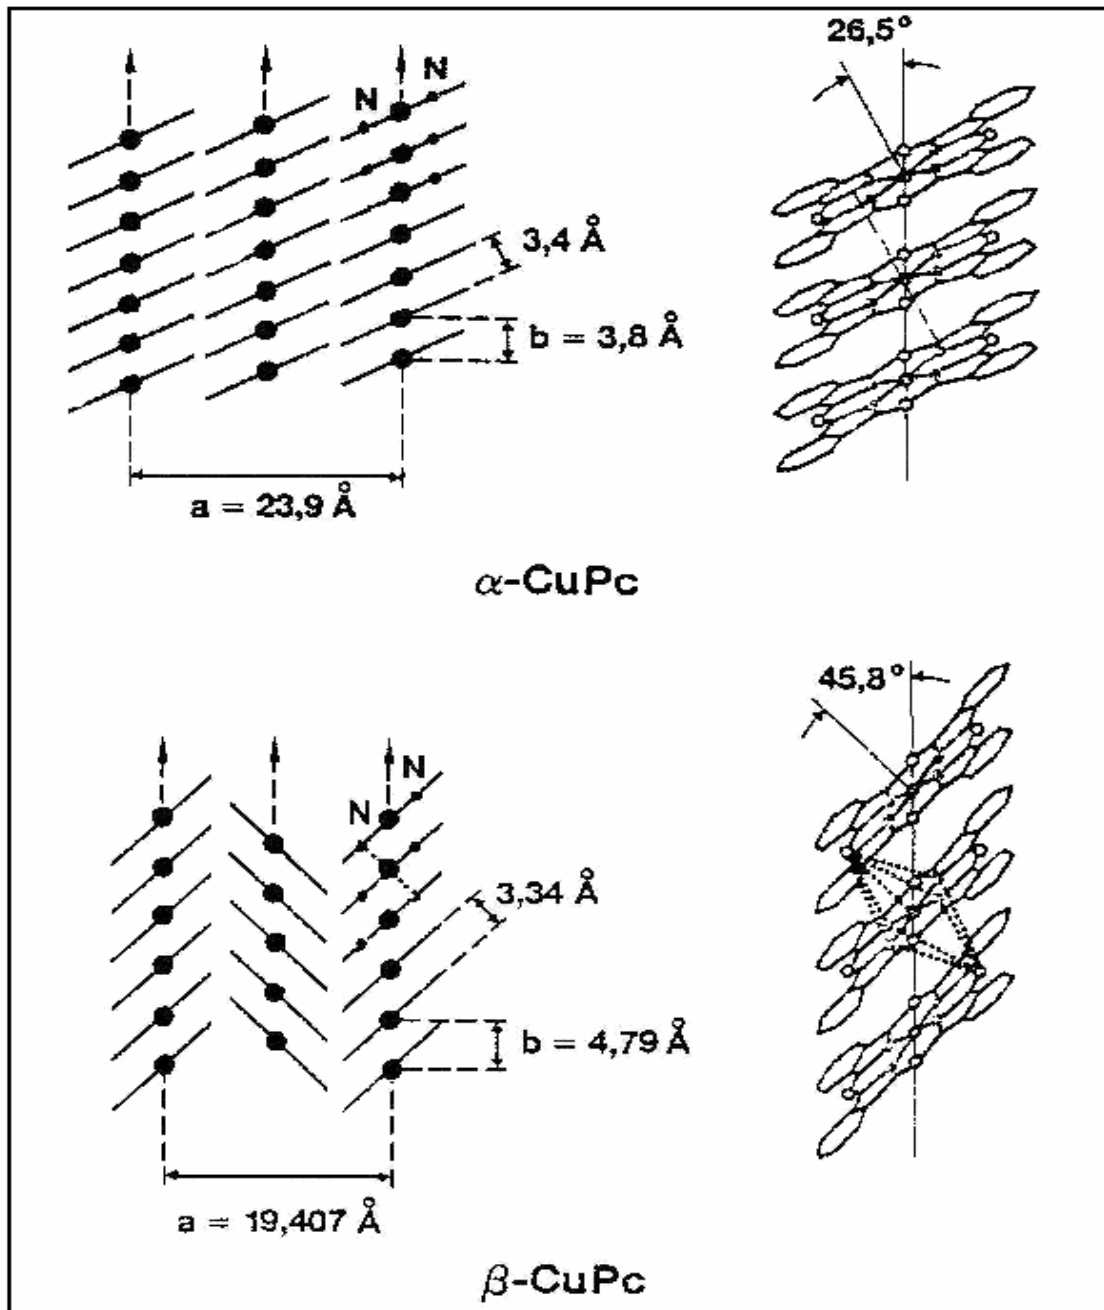 26,5°
N
N
3,4 Å
b = 3,8 Å
a = 23,9 Å
α-CuPc
45,8°
N
N
3,34 Å
b = 4,79 Å
a = 19,407 Å
β-CuPc